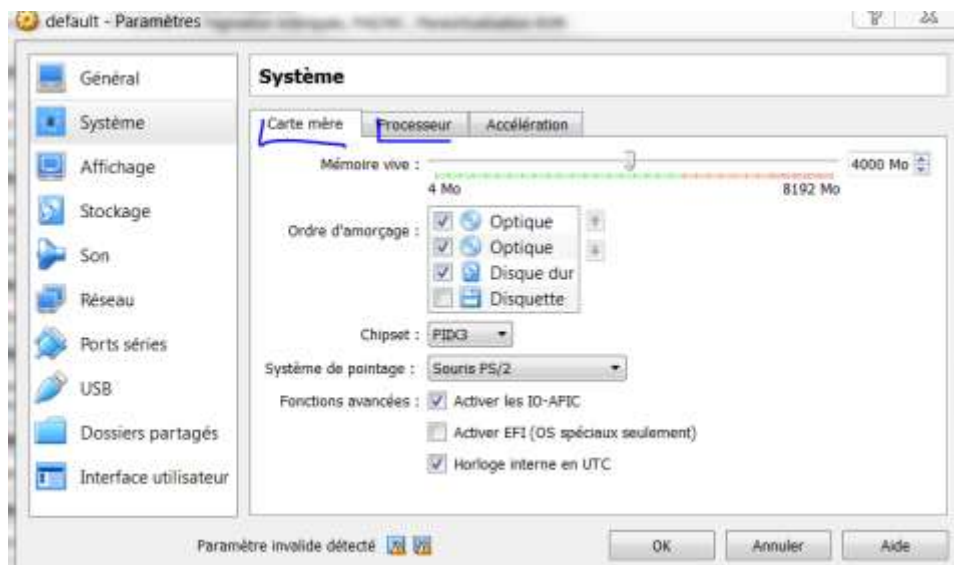 default - Paramètres
Général
Système
Affichage
Stockage
Son
Réseau
Ports séries
USB
Dossiers partagés
Interface utilisateur
Système
Carte mère Processeur Accélération
Mémoire vive : 4000 Mo
4 Mo 8192 Mo
Ordre d'amorçage : Optique
Optique
Disque dur
Disquette
Chipset : PIIX3
Système de pointage : Souris PS/2
Fonctions avancées : Activer les IO-APIC
Activer EFI (OS spéciaux seulement)
Horloge interne en UTC
Paramètre invalide détecté OK Annuler Aide